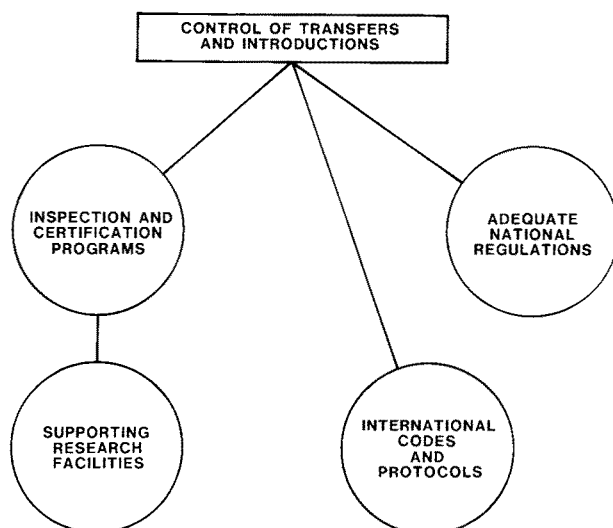 CONTROL OF TRANSFERS
AND INTRODUCTIONS
INSPECTION AND
CERTIFICATION
PROGRAMS
ADEQUATE
NATIONAL
REGULATIONS
SUPPORTING
RESEARCH
FACILITIES
INTERNATIONAL
CODES
AND
PROTOCOLS